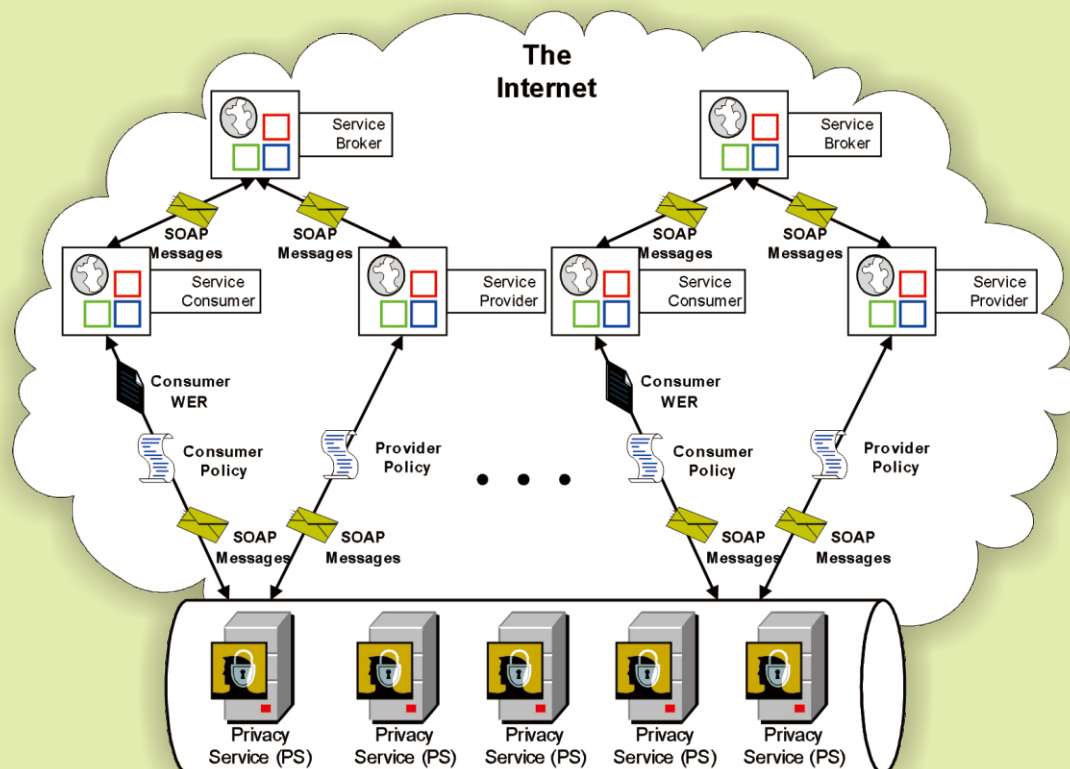 The
Internet
Service
Broker
Service
Broker
SOAP
Messages
SOAP
Messages
SOAP
Messages
SOAP
Messages
Service
Consumer
Service
Provider
Service
Consumer
Service
Provider
Consumer
WER
Consumer
WER
Consumer
Policy
Provider
Policy
Consumer
Policy
Provider
Policy
SOAP
Messages
SOAP
Messages
SOAP
Messages
SOAP
Messages
Privacy
Service (PS)
Privacy
Service (PS)
Privacy
Service (PS)
Privacy
Service (PS)
Privacy
Service (PS)